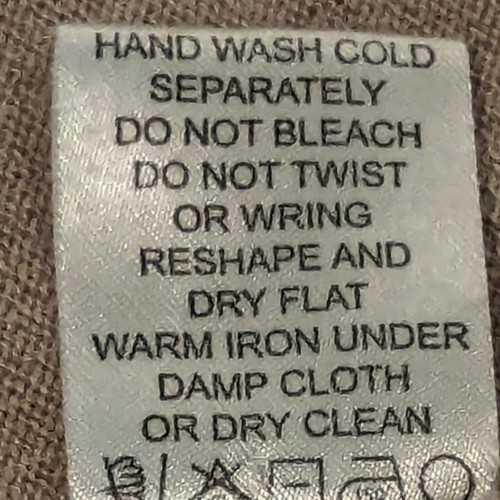 HAND WASH COLD
SEPARATELY
DO NOT BLEACH
DO NOT TWIST
OR WRING
RESHAPE AND
DRY FLAT
WARM IRON UNDER
DAMP CLOTH
OR DRY CLEAN